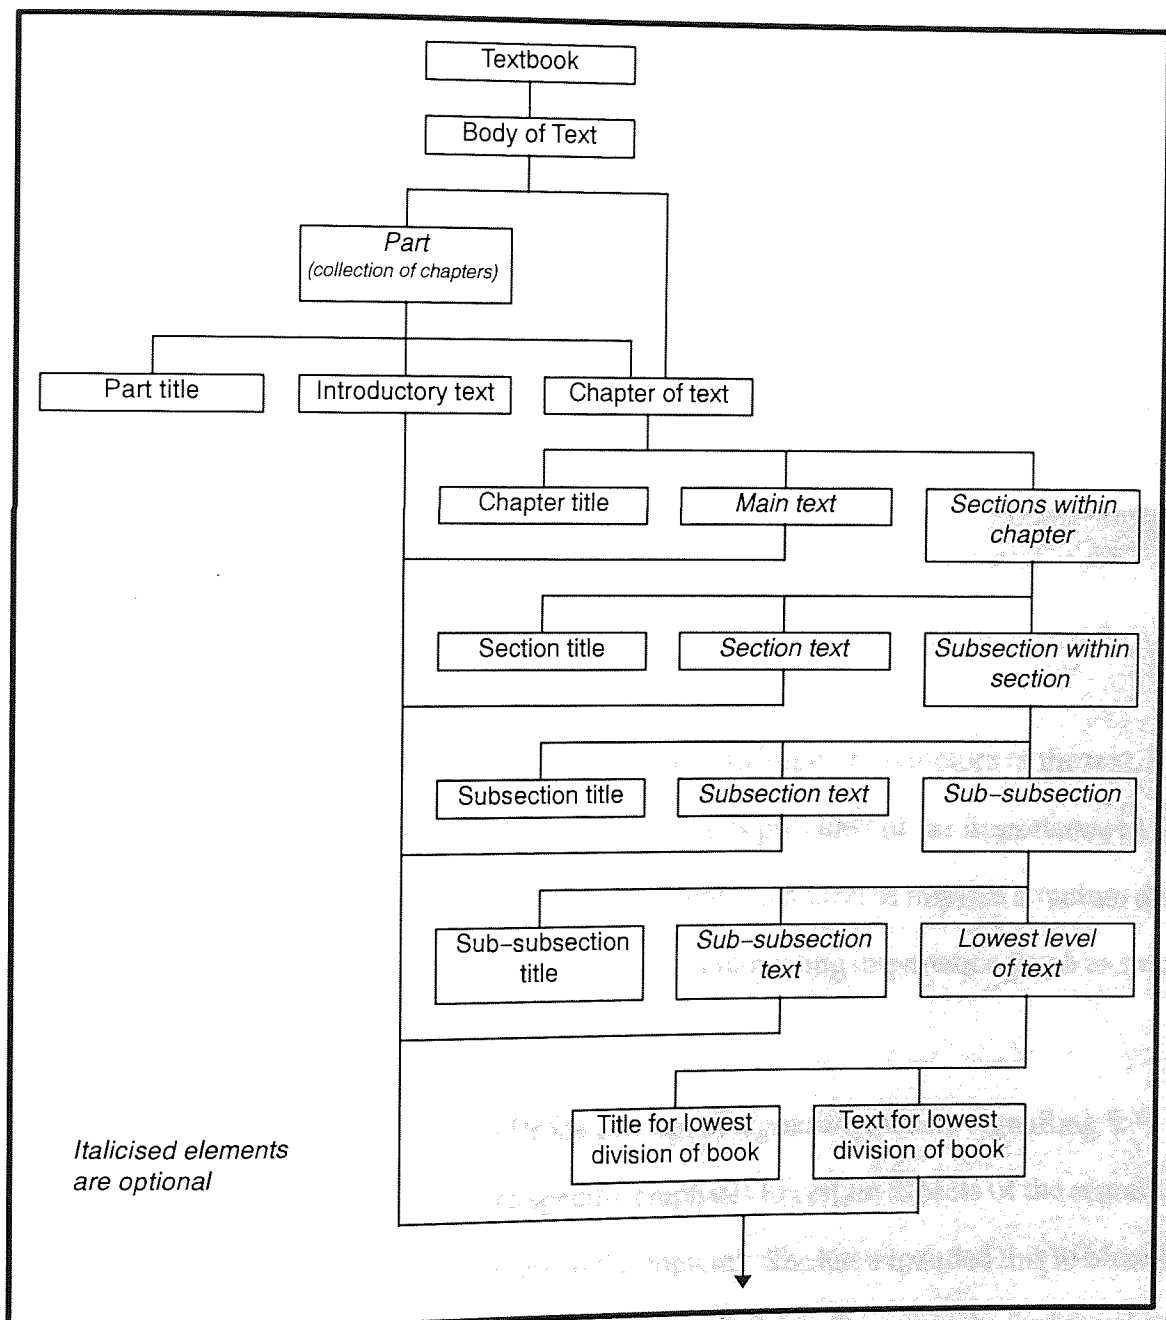 Textbook
Body of Text
Part
(collection of chapters)
Part title
Introductory text
Chapter of text
Chapter title
Main text
Sections within
chapter
Section title
Section text
Subsection within
section
Subsection title
Subsection text
Sub-subsection
Sub-subsection
title
Sub-subsection
text
Lowest level
of text
Title for lowest
division of book
Text for lowest
division of book
Italicised elements
are optional